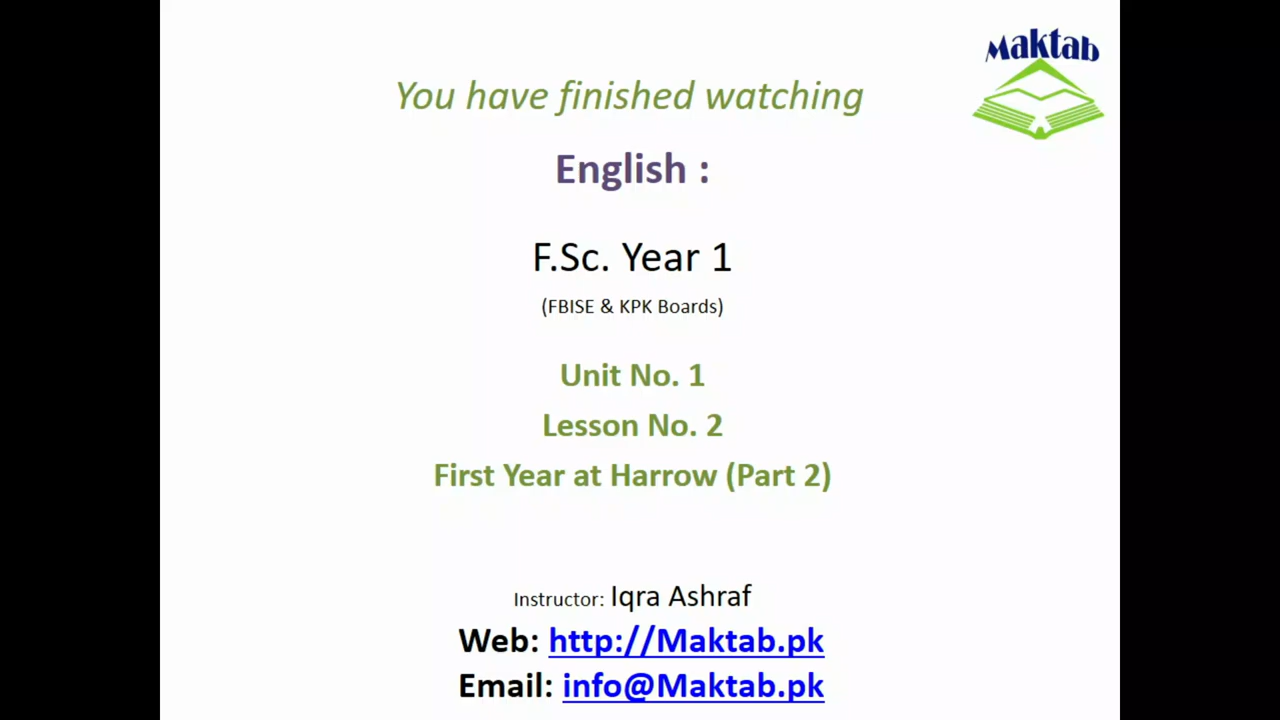 Maktab
You have finished watching
English :
F.Sc. Year 1
(FBISE & KPK Boards)
Unit No. 1
Lesson No. 2
First Year at Harrow (Part 2)
Instructor: Iqra Ashraf
Web: http://Maktab.pk
Email: info@Maktab.pk